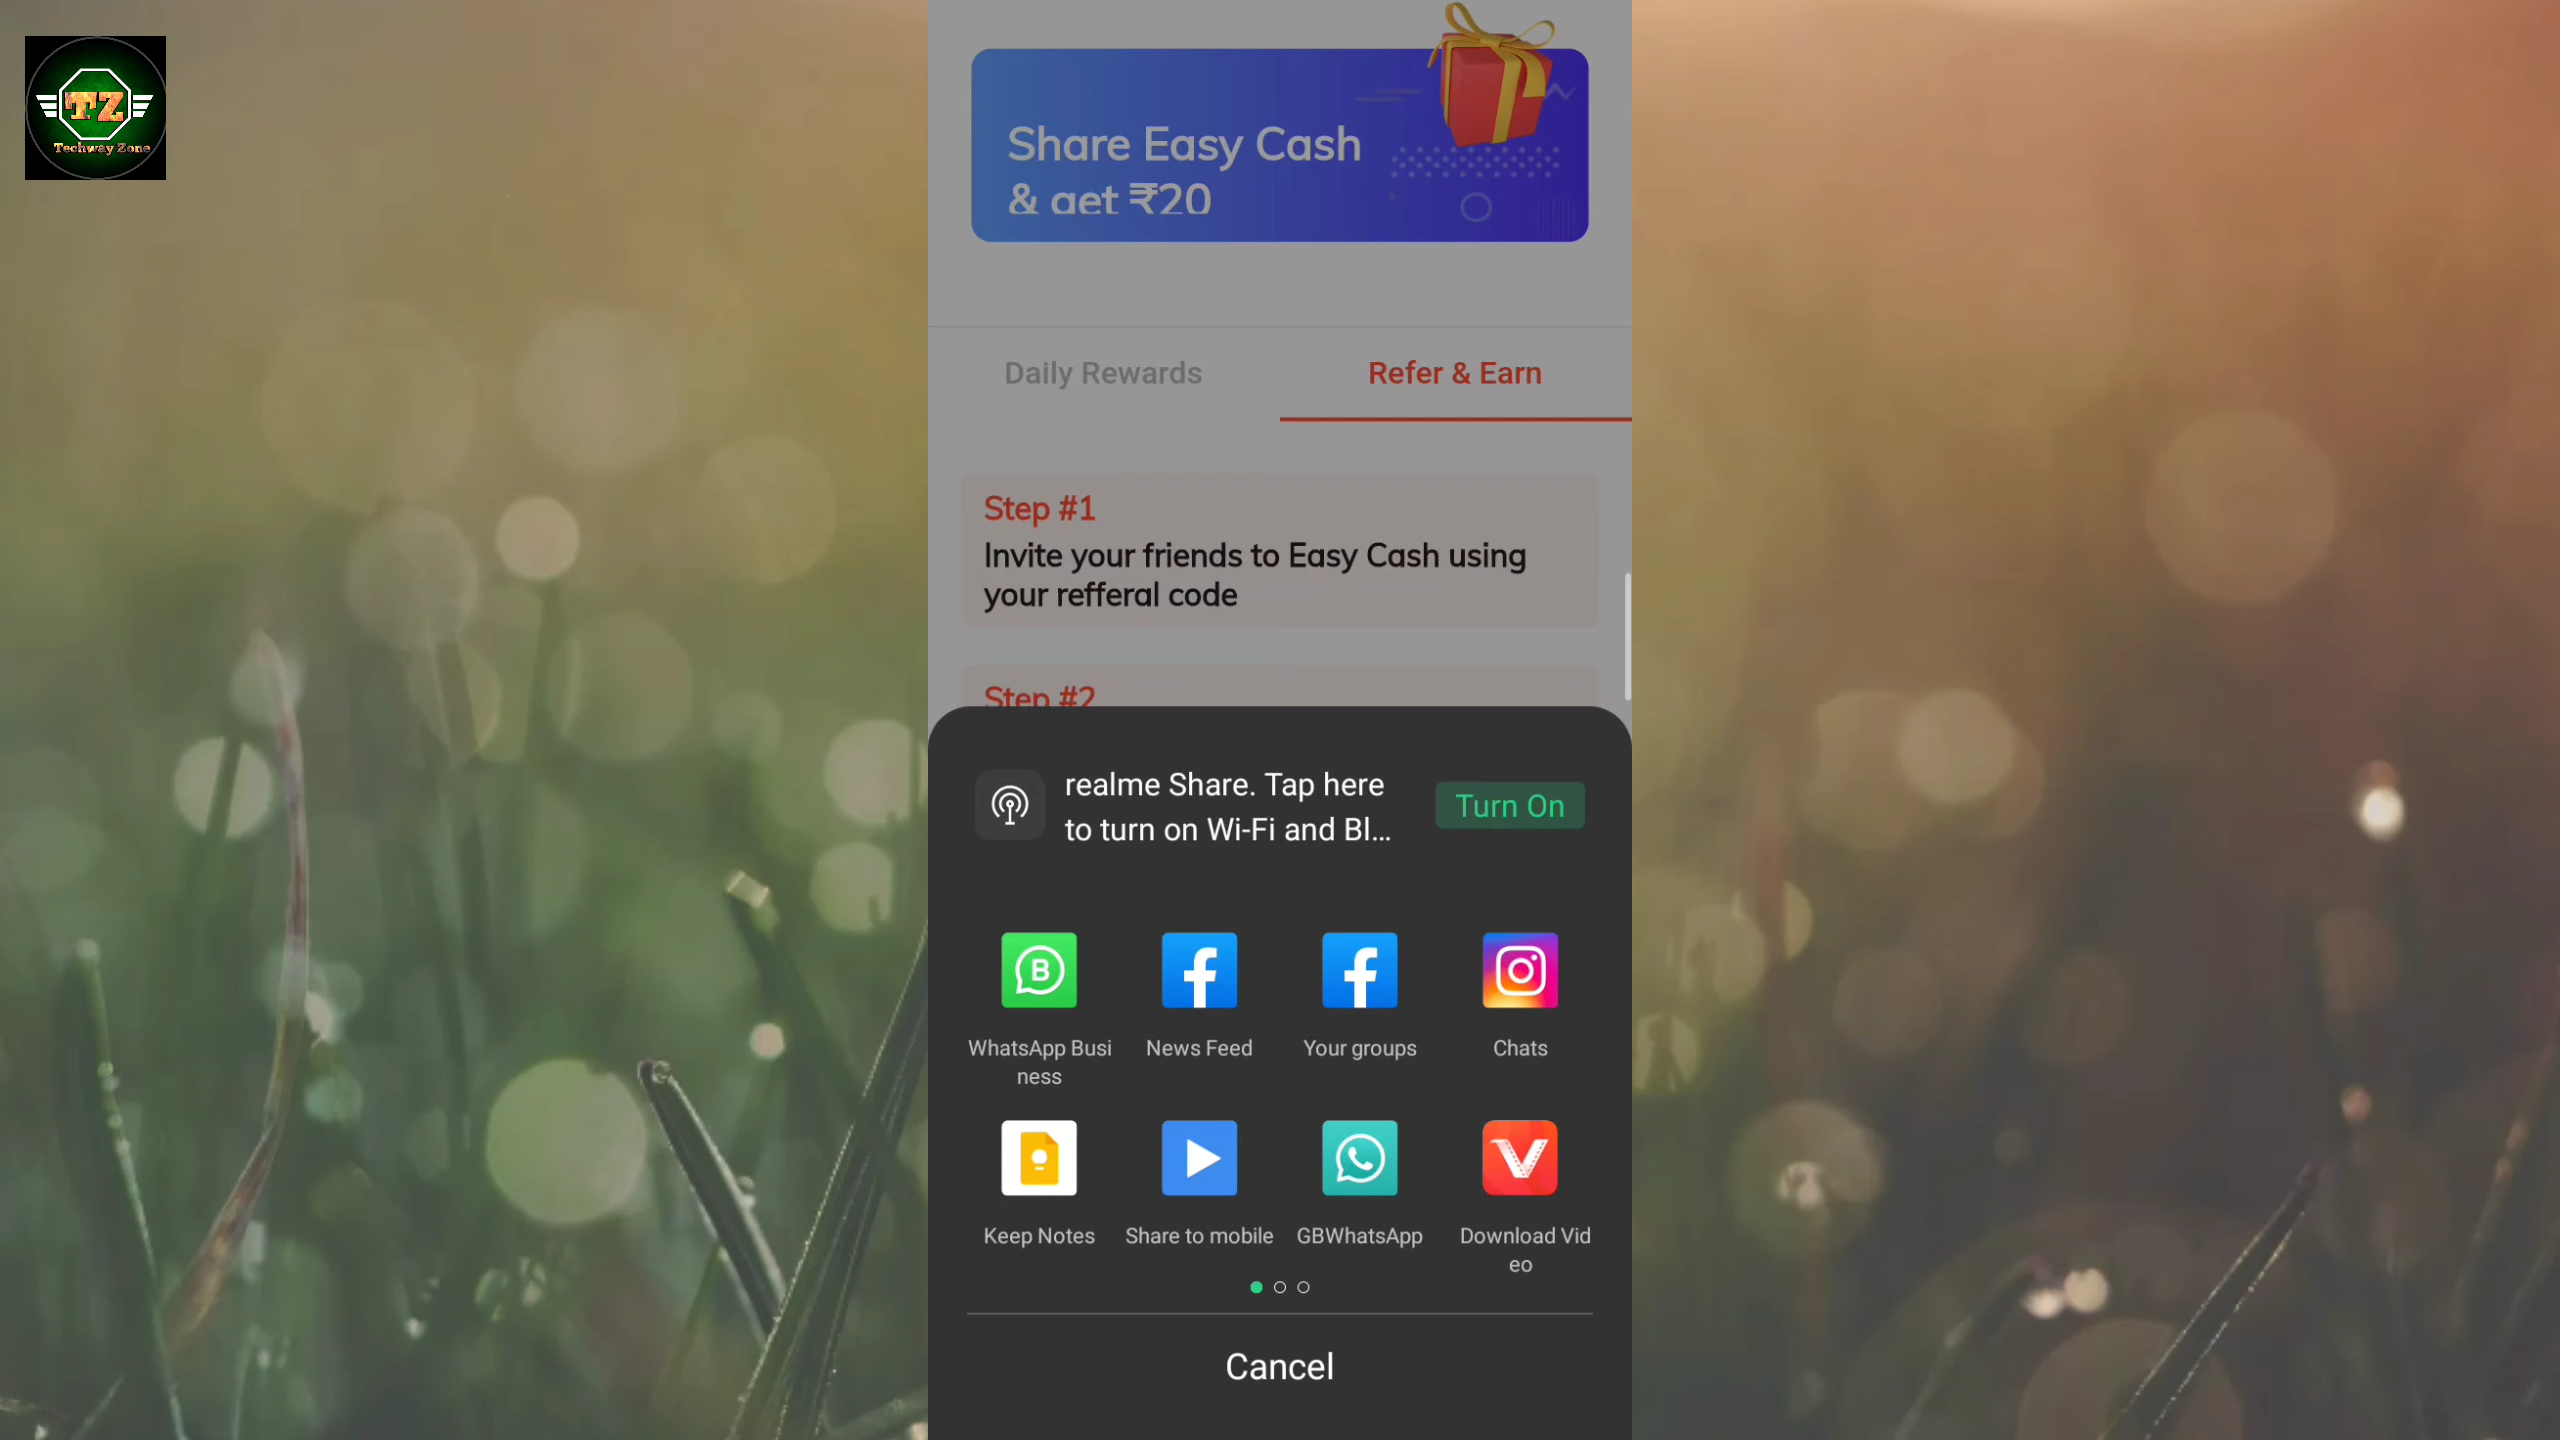 TZ
Techway Zone
Share Easy Cash
& get ₹20
Daily Rewards
Refer & Earn
Step #1
Invite your friends to Easy Cash using
your refferal code
Step #2
realme Share. Tap here
to turn on Wi-Fi and Bl...
Turn On
WhatsApp Busi
ness
News Feed
Your groups
Chats
Keep Notes
Share to mobile
GBWhatsApp
Download Vid
eo
Cancel